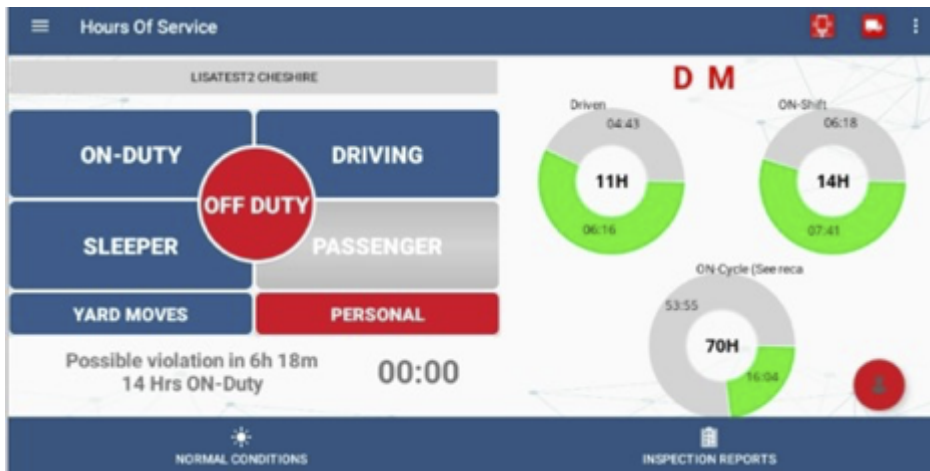 Hours Of Service
LISATEST2 CHESHIRE
ON-DUTY
DRIVING
OFF DUTY
SLEEPER
PASSENGER
YARD MOVES
PERSONAL
Possible violation in 6h 18m
14 Hrs ON-Duty
00:00
D M
Driven
04:43
11H
06:16
ON-Shift
06:18
14H
07:41
ON-Cycle (See reca
53:55
70H
16:04
NORMAL CONDITIONS
INSPECTION REPORTS